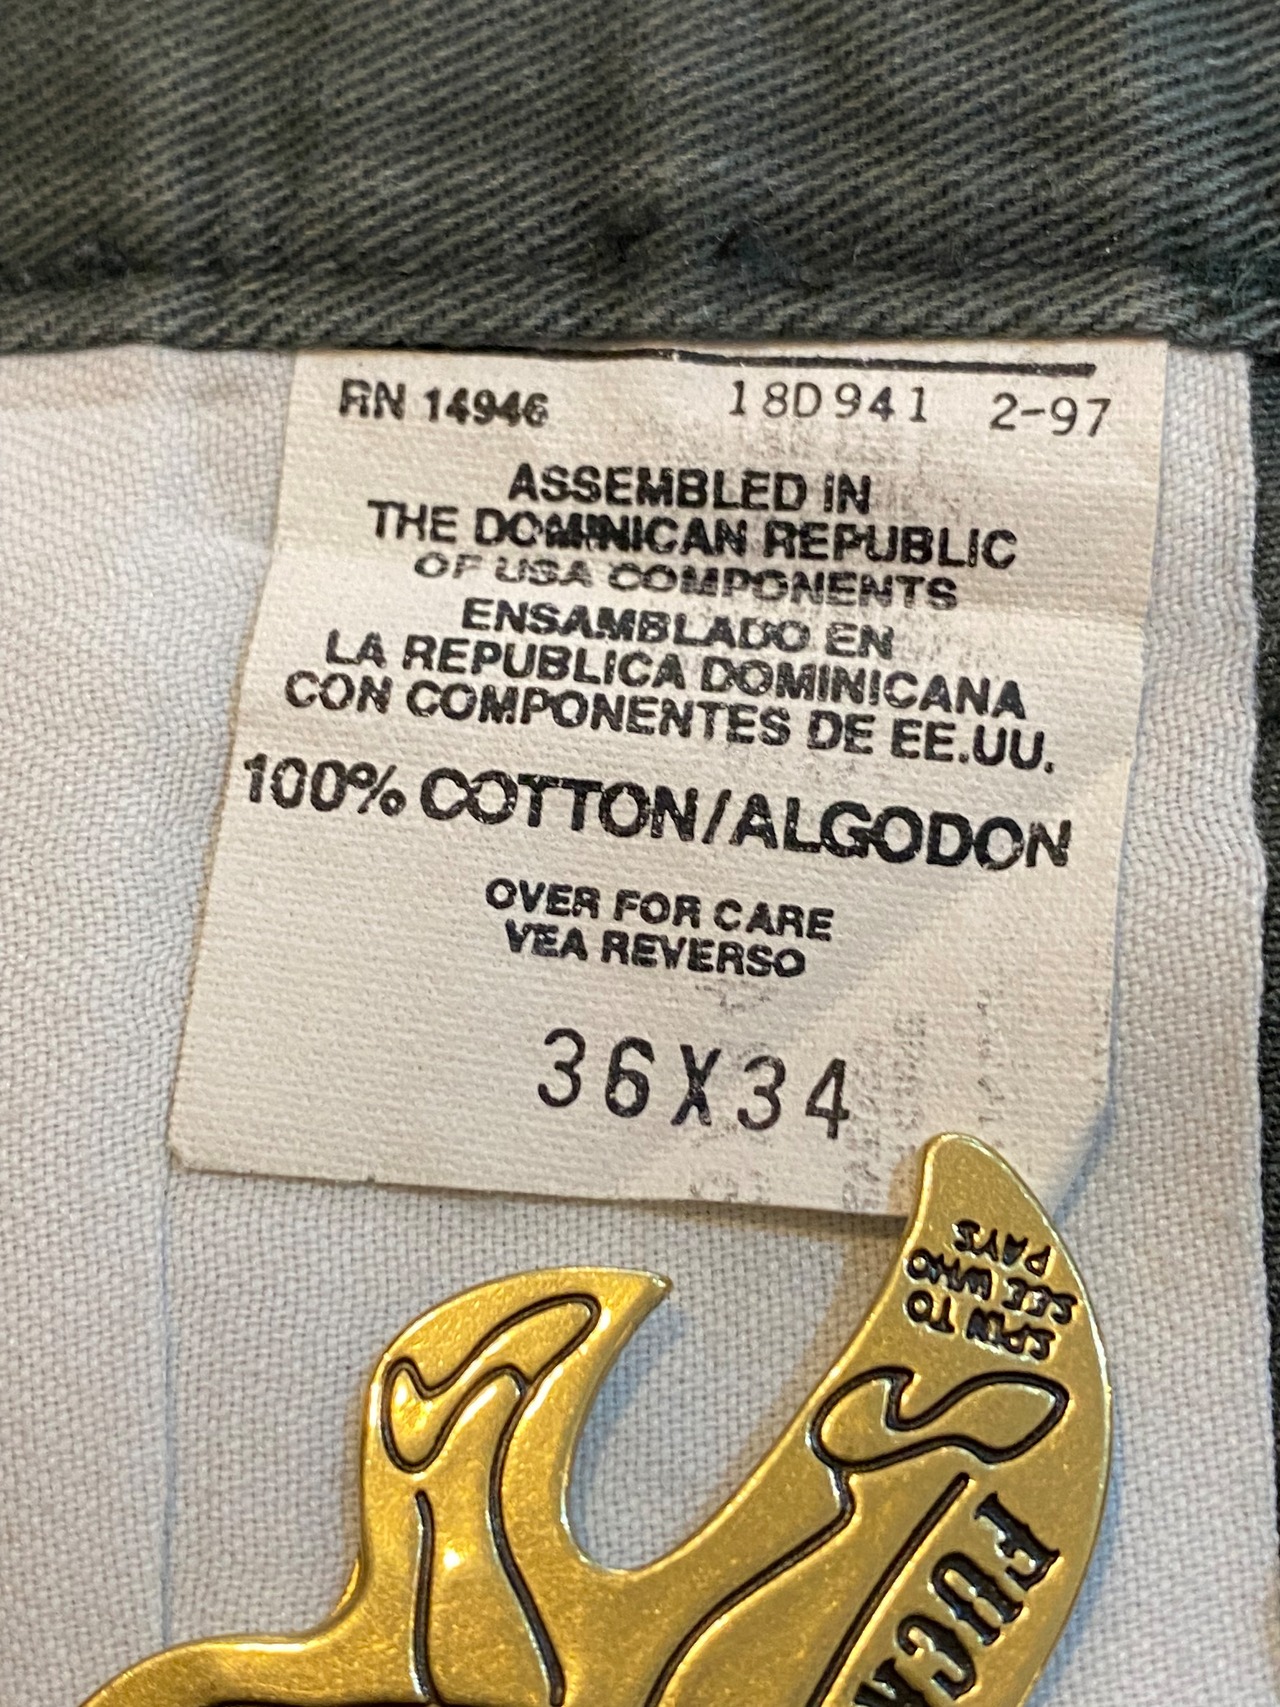 RN 14946 18D941 2-97
ASSEMBLED IN
THE DOMINICAN REPUBLIC
OF USA COMPONENTS
ENSAMBLADO EN
LA REPUBLICA DOMINICANA
CON COMPONENTES DE EE.UU.
100% COTTON/ALGODON
OVER FOR CARE
VEA REVERSO
36X34
SPIN TO
SEE WHO
PAYS